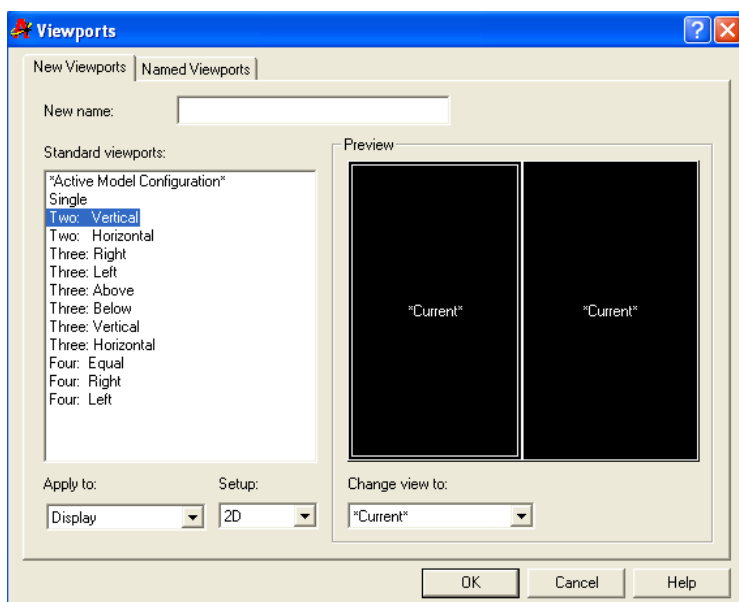 Viewports
New Viewports
Named Viewports
New name:
Standard viewports:
*Active Model Configuration*
Single
Two: Vertical
Two: Horizontal
Three: Right
Three: Left
Three: Above
Three: Below
Three: Vertical
Three: Horizontal
Four: Equal
Four: Right
Four: Left
Apply to:
Display
Setup:
2D
Preview
*Current*
*Current*
Change view to:
*Current*
OK
Cancel
Help